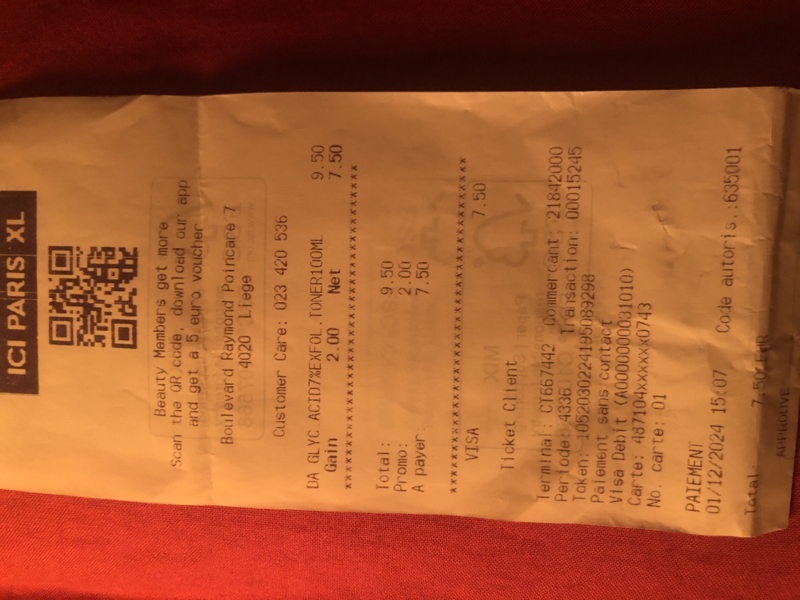 ICI PARIS XL
Beauty Members get more
Scan the QR code, download our app
and get a 5 euro voucher
Boulevard Raymond Poincare 7
4020 Liege
Customer Care: 023 420 536
DA GLYC.ACID7%EXFOL.TONER100ML 9.50
Gain 2.00 Net 7.50
xxxxxxxxxxxxxxxxxxxxxxxxxxxxxxxxxxxxxx
Total: 9.50
Promo: 2.00
A payer: 7.50
xxxxxxxxxxxxxxxxxxxxxxxxxxxxxxxxxxxxxx
VISA 7.50
Ticket Client
Terminal: CT667442 Commercant: 21842000
Periode: 4336 Transaction: 00015245
Token: 1052030224195089298
Paiement sans contact
Visa Debit (A0000000031010)
Carte: 487104xxxxxx0743
No. carte: 01
PAIEMENT
01/12/2024 15:07 Code autoris.:635001
Total 7.50 EUR
APPROUVE